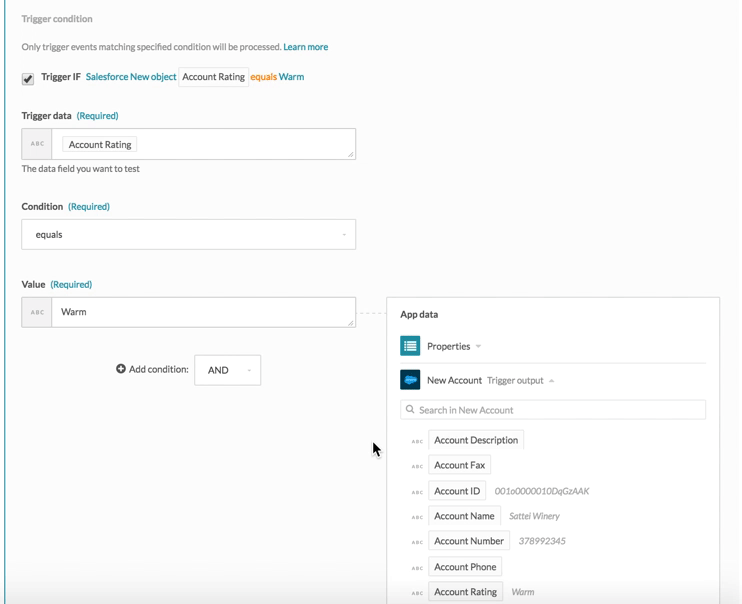 Trigger condition
Only trigger events matching specified condition will be processed. Learn more
Trigger IF Salesforce New object Account Rating equals Warm
Trigger data (Required)
ABC Account Rating
The data field you want to test
Condition (Required)
equals
Value (Required)
ABC Warm
Add condition: AND
App data
Properties
New Account Trigger output
Search in New Account
ABC Account Description
ABC Account Fax
ABC Account ID 001o0000010DqGzAAK
ABC Account Name Sattei Winery
ABC Account Number 378992345
ABC Account Phone
ABC Account Rating Warm